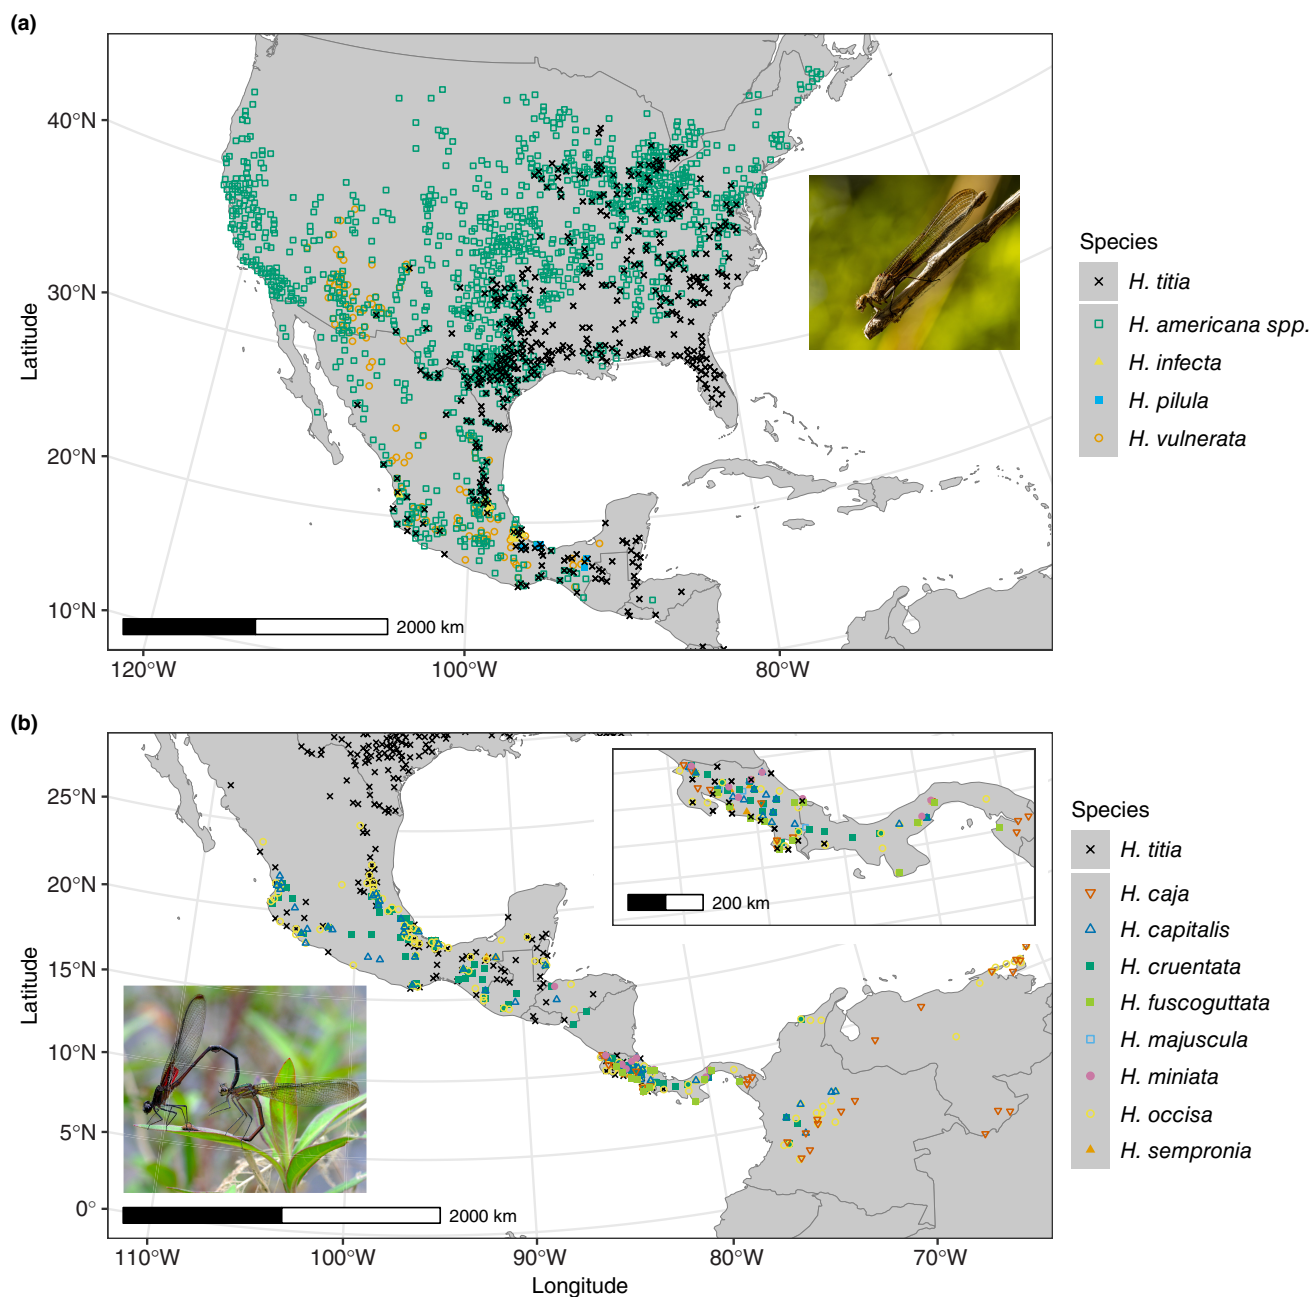 (a)
40°N
30°N
20°N
10°N
Latitude
2000 km
120°W
100°W
80°W
Species
H. titia
H. americana spp.
H. infecta
H. pilula
H. vulnerata
(b)
25°N
20°N
15°N
10°N
5°N
0°
Latitude
200 km
2000 km
110°W
100°W
90°W
80°W
70°W
Longitude
Species
H. titia
H. caja
H. capitalis
H. cruentata
H. fuscoguttata
H. majuscula
H. miniata
H. occisa
H. sempronia